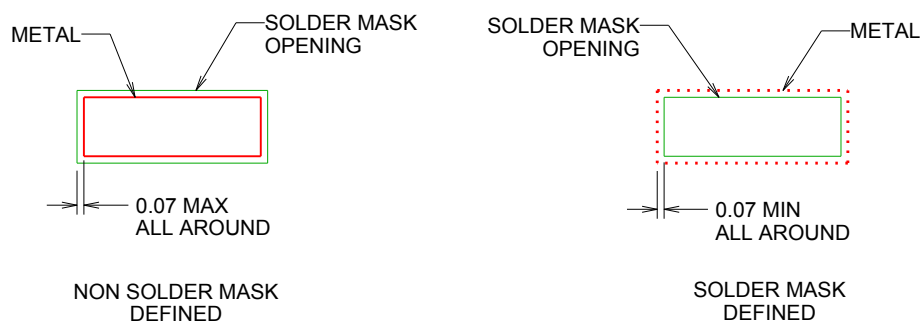 METAL
SOLDER MASK
OPENING
0.07 MAX
ALL AROUND
NON SOLDER MASK
DEFINED
SOLDER MASK
OPENING
METAL
0.07 MIN
ALL AROUND
SOLDER MASK
DEFINED